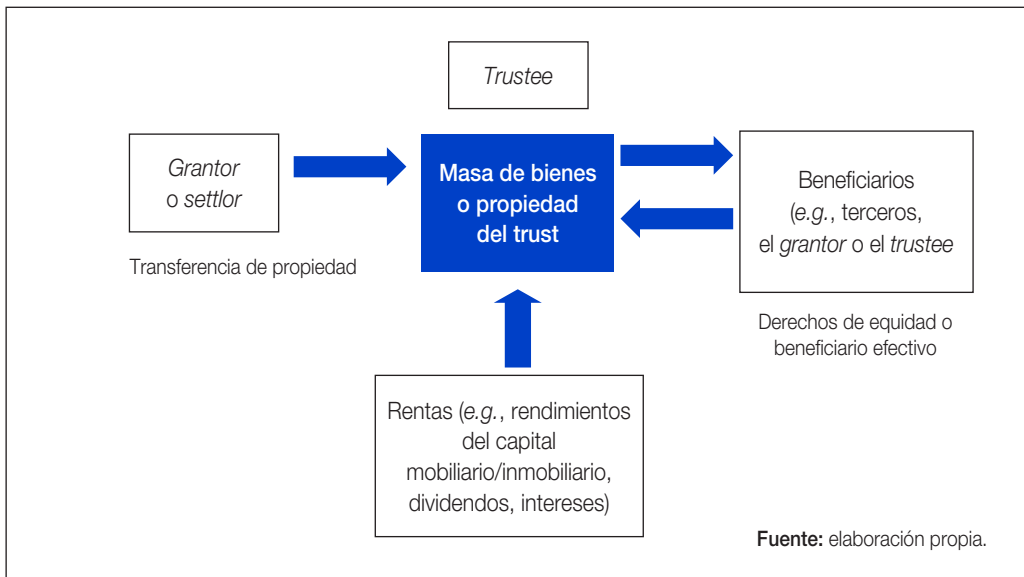 Trustee
Grantor
o settlor
Transferencia de propiedad
Masa de bienes
o propiedad
del trust
Beneficiarios
(e.g., terceros,
el grantor o el trustee
Derechos de equidad o
beneficiario efectivo
Rentas (e.g., rendimientos
del capital
mobiliario/inmobiliario,
dividendos, intereses)
Fuente: elaboración propia.